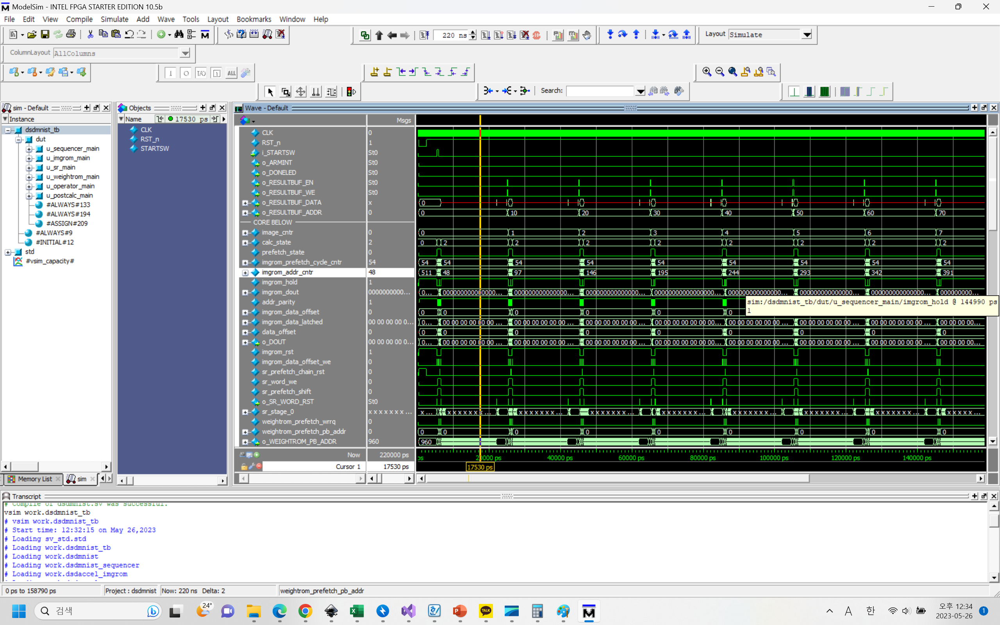 ModelSim - INTEL FPGA STARTER EDITION 10.5b
File Edit View Compile Simulate Add Wave Tools Layout Bookmarks Window Help
220 ns
Layout Simulate
ColumnLayout AllColumns
ALL
Search:
sim - Default
Instance
dsdmnist_tb
dut
u_sequencer_main
u_imgrom_main
u_sr_main
u_weightrom_main
u_operator_main
u_postcalc_main
#ALWAYS#133
#ALWAYS#194
#ASSIGN#209
#ALWAYS#9
#INITIAL#12
std
#vsim_capacity#
Memory List sim
Objects
Name 17530 ps
CLK
RST_n
STARTSW
Wave - Default
Msgs
CLK 0
RST_n 1
i_STARTSW St0
o_ARMINT St0
o_DONELED St0
o_RESULTBUF_EN St0
o_RESULTBUF_WE St0
o_RESULTBUF_DATA x 0
o_RESULTBUF_ADDR 0 0 10 20 30 40 50 60 70
CORE BELOW
image_cntr 0 0 1 2 3 4 5 6 7
calc_state 2 0 2 2 2 2 2 2 2 2
prefetch_state 0
imgrom_prefetch_cycle_cntr 54 54 54 54 54 54 54 54 54 54
imgrom_addr_cntr 48 511 48 97 146 195 244 293 342 391
imgrom_hold 1
imgrom_dout 0000000000... 0... 000000000000000... 000000000000000... 000000000000000... 0000000000000000... 000000000000000... 000000000000000... 000000000000000... 000000000...
addr_parity 1
sim:/dsdmnist_tb/dut/u_sequencer_main/imgrom_hold @ 144990 ps
1
imgrom_data_offset 0 0 0 0 0 0 0
imgrom_data_latched 00 00 00 00 0... 0... 00 00 00 00 00 00 ... 00 00 00 00 00 00 ... 00 00 00 00 00 00 ... 00 00 00 00 00 00 00... 00 00 00 00 00 00 ... 00 00 00 00 00 00 ... 00 00 00 00 00 00 ... 00 00 00...
data_offset 0 0 0 0 0 0 0 0 0 0
o_DOUT 00 00 00 00 0... 0... 00 00 00 00 00 00 ... 00 00 00 00 00 00 ... 00 00 00 00 00 00 ... 00 00 00 00 00 00 00... 00 00 00 00 00 00 ... 00 00 00 00 00 00 ... 00 00 00 00 00 00 ... 00 00 00...
imgrom_rst 1
imgrom_data_offset_we 0
sr_prefetch_chain_rst 0
sr_word_we 0
sr_prefetch_shift 0
o_SR_WORD_RST St0
sr_stage_0 x x x x x x x ... x ... x x x x x x x ... x x x x x x x ... x x x x x x x ... x x x x x x x ... x x x x x x x ... x x x x x x x ... x x x x x x x ... x x x x x ...
weightrom_prefetch_wrrq 0
weightrom_prefetch_pb_addr 0 0 0 0 0 0 0 0 0 0
o_WEIGHTROM_PB_ADDR 960 960
Now 220000 ps ps 20000 ps 40000 ps 60000 ps 80000 ps 100000 ps 120000 ps 140000 ps
Cursor 1 17530 ps 17530 ps
Transcript
# Compile of dsdmnist.sv was successful.
vsim work.dsdmnist_tb
# vsim work.dsdmnist_tb
# Start time: 12:32:15 on May 26,2023
# Loading sv_std.std
# Loading work.dsdmnist_tb
# Loading work.dsdmnist
# Loading work.dsdmnist_sequencer
# Loading work.dsdaccel_imgrom
0 ps to 158790 ps Project : dsdmnist Now: 220 ns Delta: 2 weightrom_prefetch_pb_addr
검색 24° TALK A 한 오후 12:34 1
2023-05-26